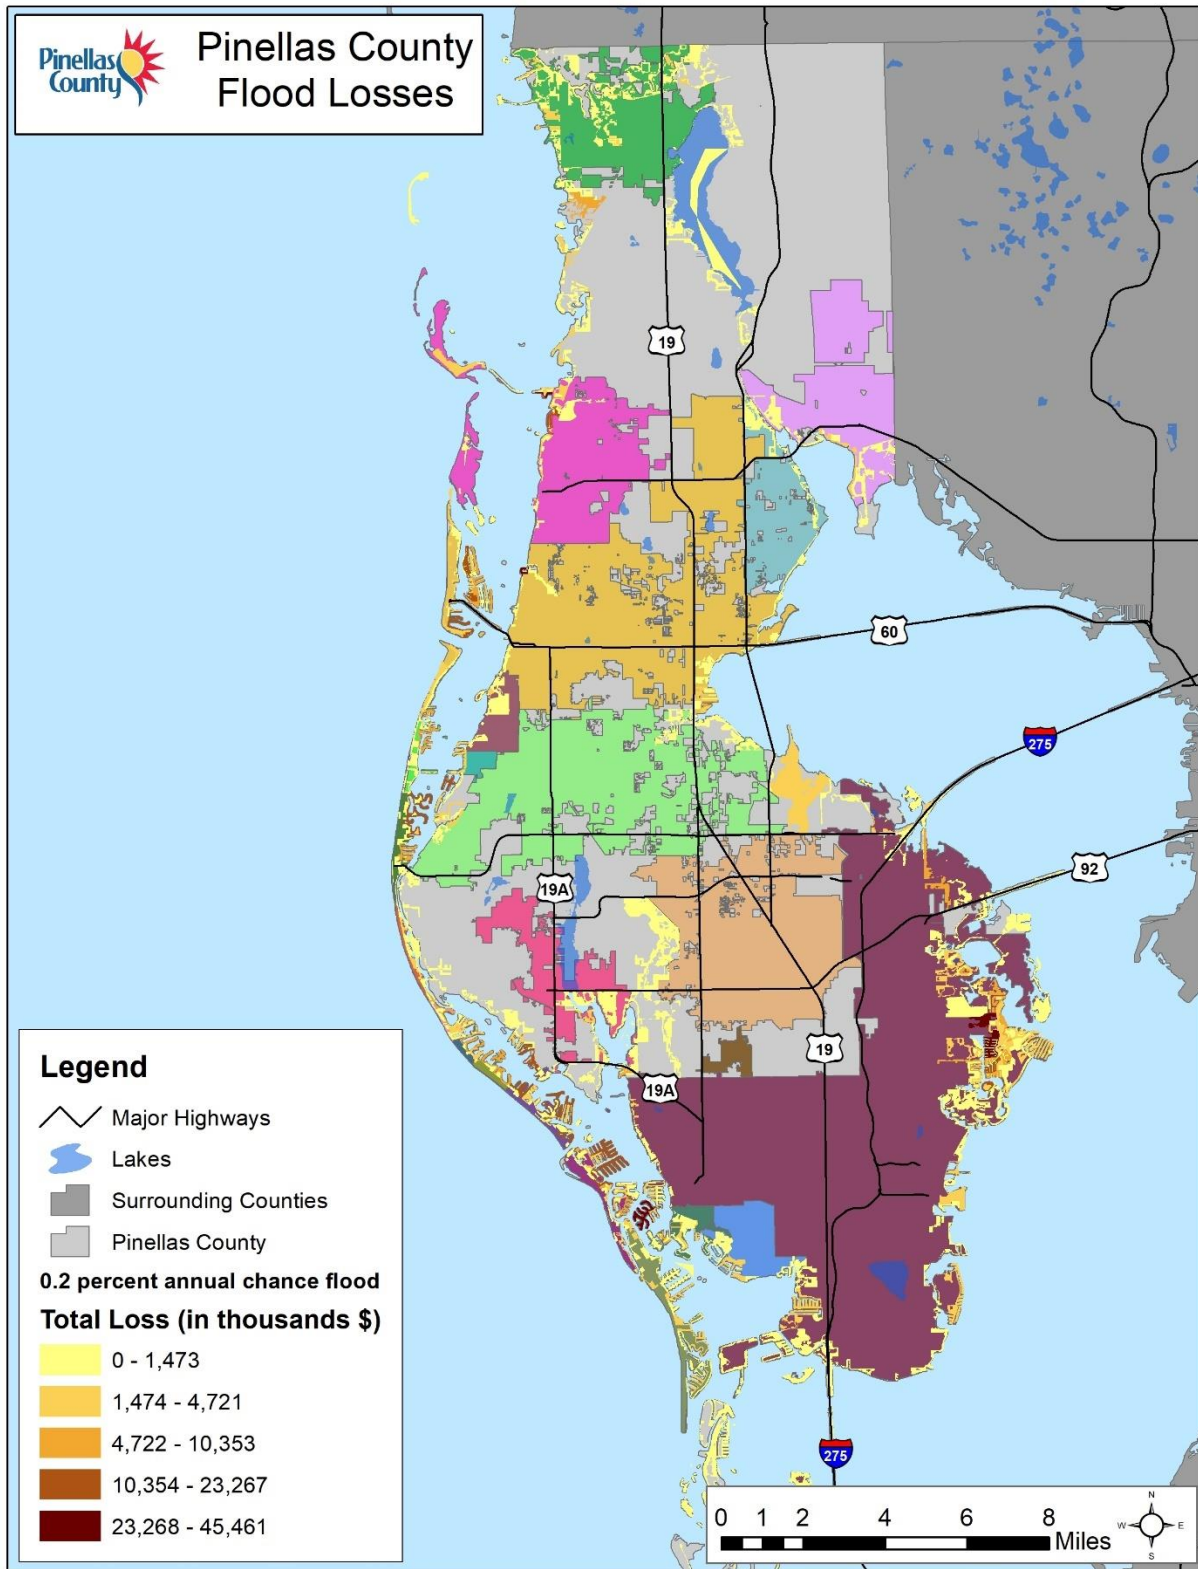 Pinellas
County
Pinellas County
Flood Losses
19
60
275
92
19A
19
19A
275
Legend
Major Highways
Lakes
Surrounding Counties
Pinellas County
0.2 percent annual chance flood
Total Loss (in thousands $)
0 - 1,473
1,474 - 4,721
4,722 - 10,353
10,354 - 23,267
23,268 - 45,461
0 1 2 4 6 8
Miles
N
W E
S